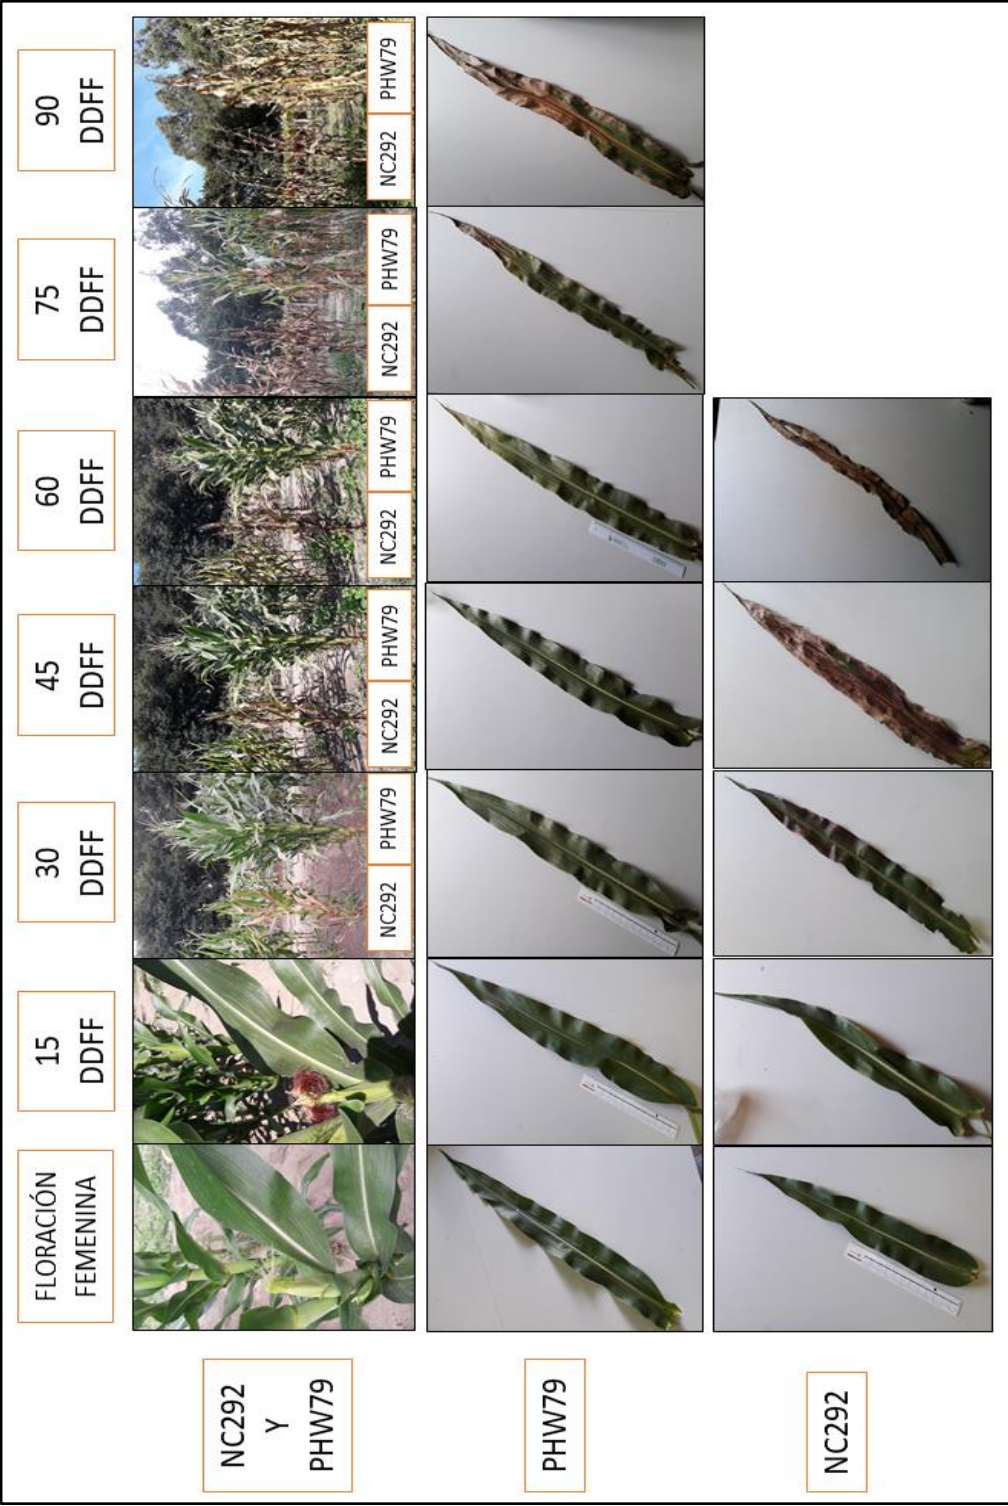 FLORACIÓN
FEMENINA
15
DDFF
30
DDFF
45
DDFF
60
DDFF
75
DDFF
90
DDFF
NC292
Y
PHW79
NC292
PHW79
NC292
PHW79
NC292
PHW79
NC292
PHW79
NC292
PHW79
PHW79
NC292